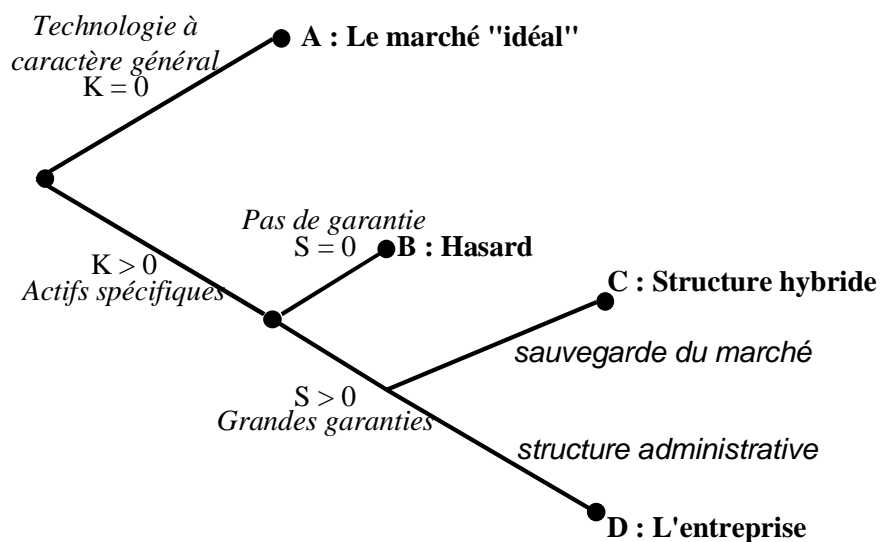 Technologie à
caractère général
K = 0
A : Le marché "idéal"
Pas de garantie
S = 0
B : Hasard
K > 0
Actifs spécifiques
C : Structure hybride
sauvegarde du marché
S > 0
Grandes garanties
structure administrative
D : L'entreprise